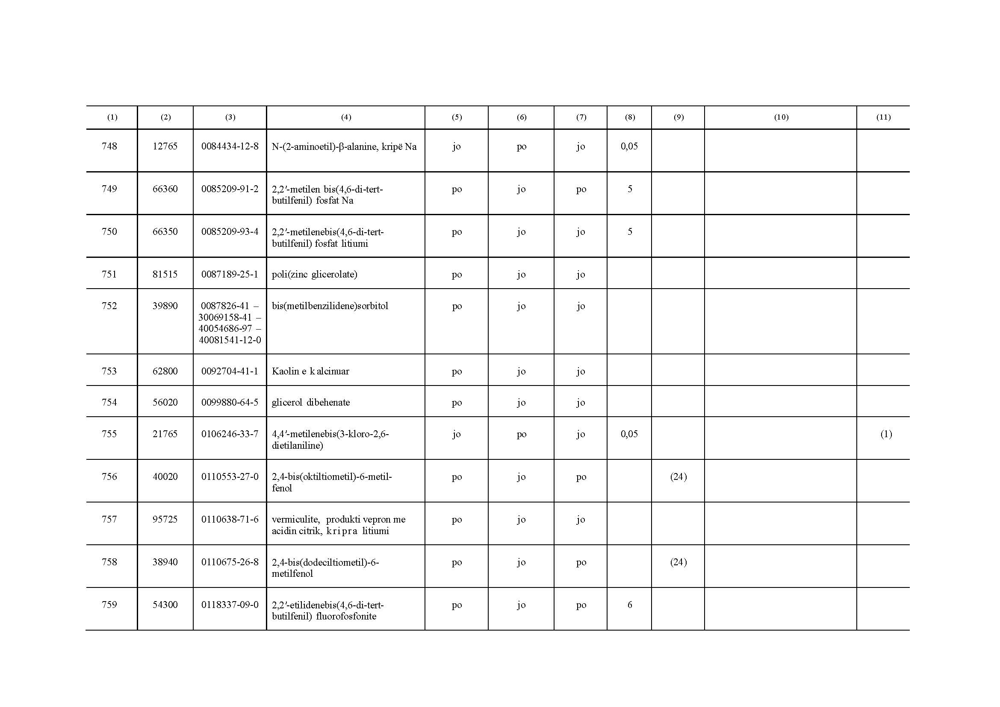 (1) (2) (3) (4) (5) (6) (7) (8) (9) (10) (11)
748 12765 0084434-12-8 N-(2-aminoetil)-β-alanine, kripë Na jo po jo 0,05
749 66360 0085209-91-2 2,2′-metilen bis(4,6-di-tert- po jo po 5
butilfenil) fosfat Na
750 66350 0085209-93-4 2,2′-metilenebis(4,6-di-tert- po jo jo 5
butilfenil) fosfat litiumi
751 81515 0087189-25-1 poli(zinc glicerolate) po jo jo
752 39890 0087826-41 – bis(metilbenzilidene)sorbitol po jo jo
30069158-41 –
40054686-97 –
40081541-12-0
753 62800 0092704-41-1 Kaolin e kalcinuar po jo jo
754 56020 0099880-64-5 glicerol dibehenate po jo jo
755 21765 0106246-33-7 4,4′-metilenebis(3-kloro-2,6- jo po jo 0,05 (1)
dietilaniline)
756 40020 0110553-27-0 2,4-bis(oktiltiometil)-6-metil- po jo po (24)
fenol
757 95725 0110638-71-6 vermiculite, produkti vepron me po jo jo
acidin citrik, kripra litiumi
758 38940 0110675-26-8 2,4-bis(dodeciltiometil)-6- po jo po (24)
metilfenol
759 54300 0118337-09-0 2,2′-etilidenebis(4,6-di-tert- po jo po 6
butilfenil) fluorofosfonite